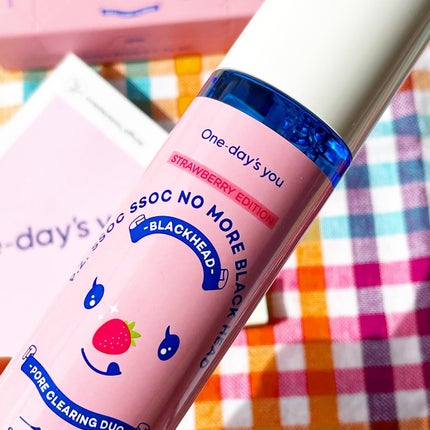 One-day's you
STRAWBERRY EDITION
SSOC SSOC NO MORE BLACK HEAD
-BLACKHEAD-
-PORE CLEARING DUO
-day's y